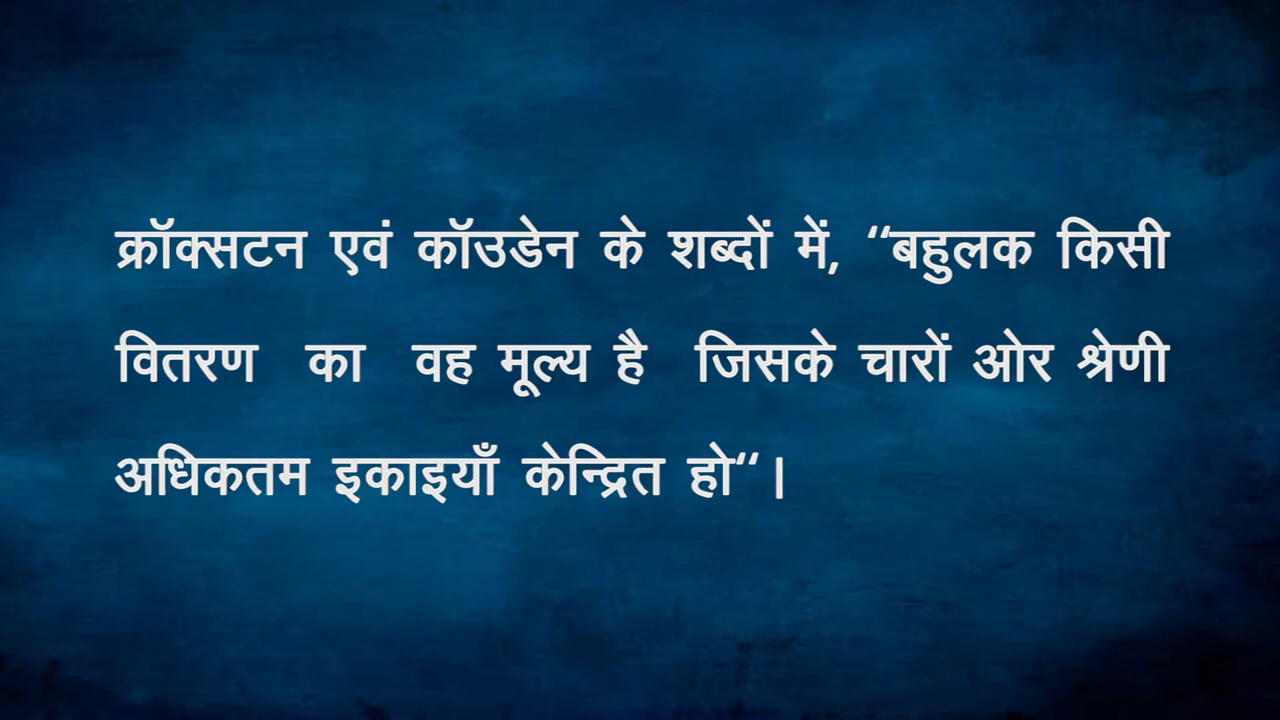 क्रॉक्सटन एवं कॉउडेन के शब्दों में, “बहुलक किसी
वितरण का वह मूल्य है जिसके चारों ओर श्रेणी
अधिकतम इकाइयाँ केन्द्रित हो“।